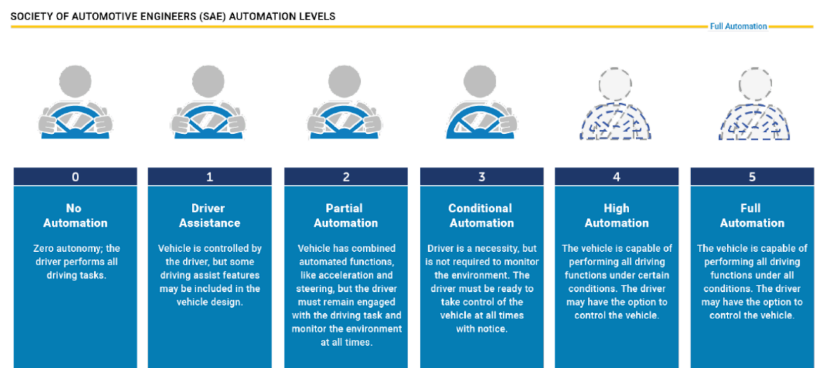 SOCIETY OF AUTOMOTIVE ENGINEERS (SAE) AUTOMATION LEVELS
Full Automation
0
No
Automation
Zero autonomy; the
driver performs all
driving tasks.
1
Driver
Assistance
Vehicle is controlled by
the driver, but some
driving assist features
may be included in the
vehicle design.
2
Partial
Automation
Vehicle has combined
automated functions,
like acceleration and
steering, but the driver
must remain engaged
with the driving task and
monitor the environment
at all times.
3
Conditional
Automation
Driver is a necessity, but
is not required to monitor
the environment. The
driver must be ready to
take control of the
vehicle at all times
with notice.
4
High
Automation
The vehicle is capable of
performing all driving
functions under certain
conditions. The driver
may have the option to
control the vehicle.
5
Full
Automation
The vehicle is capable of
performing all driving
functions under all
conditions. The driver
may have the option to
control the vehicle.